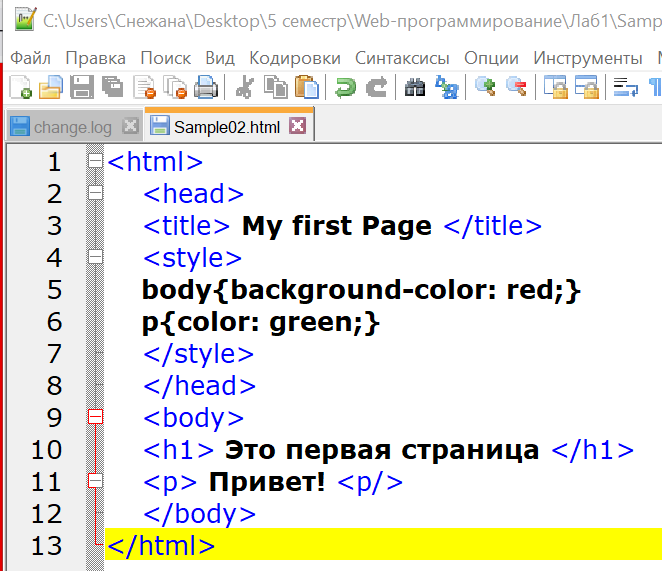 C:\Users\Снежана\Desktop\5 семестр\Web-программирование\Лаб1\Samp
Файл Правка Поиск Вид Кодировки Синтаксисы Опции Инструменты М
change.log Sample02.html
1 <html>
2 <head>
3 <title> My first Page </title>
4 <style>
5 body{background-color: red;}
6 p{color: green;}
7 </style>
8 </head>
9 <body>
10 <h1> Это первая страница </h1>
11 <p> Привет! <p/>
12 </body>
13 </html>